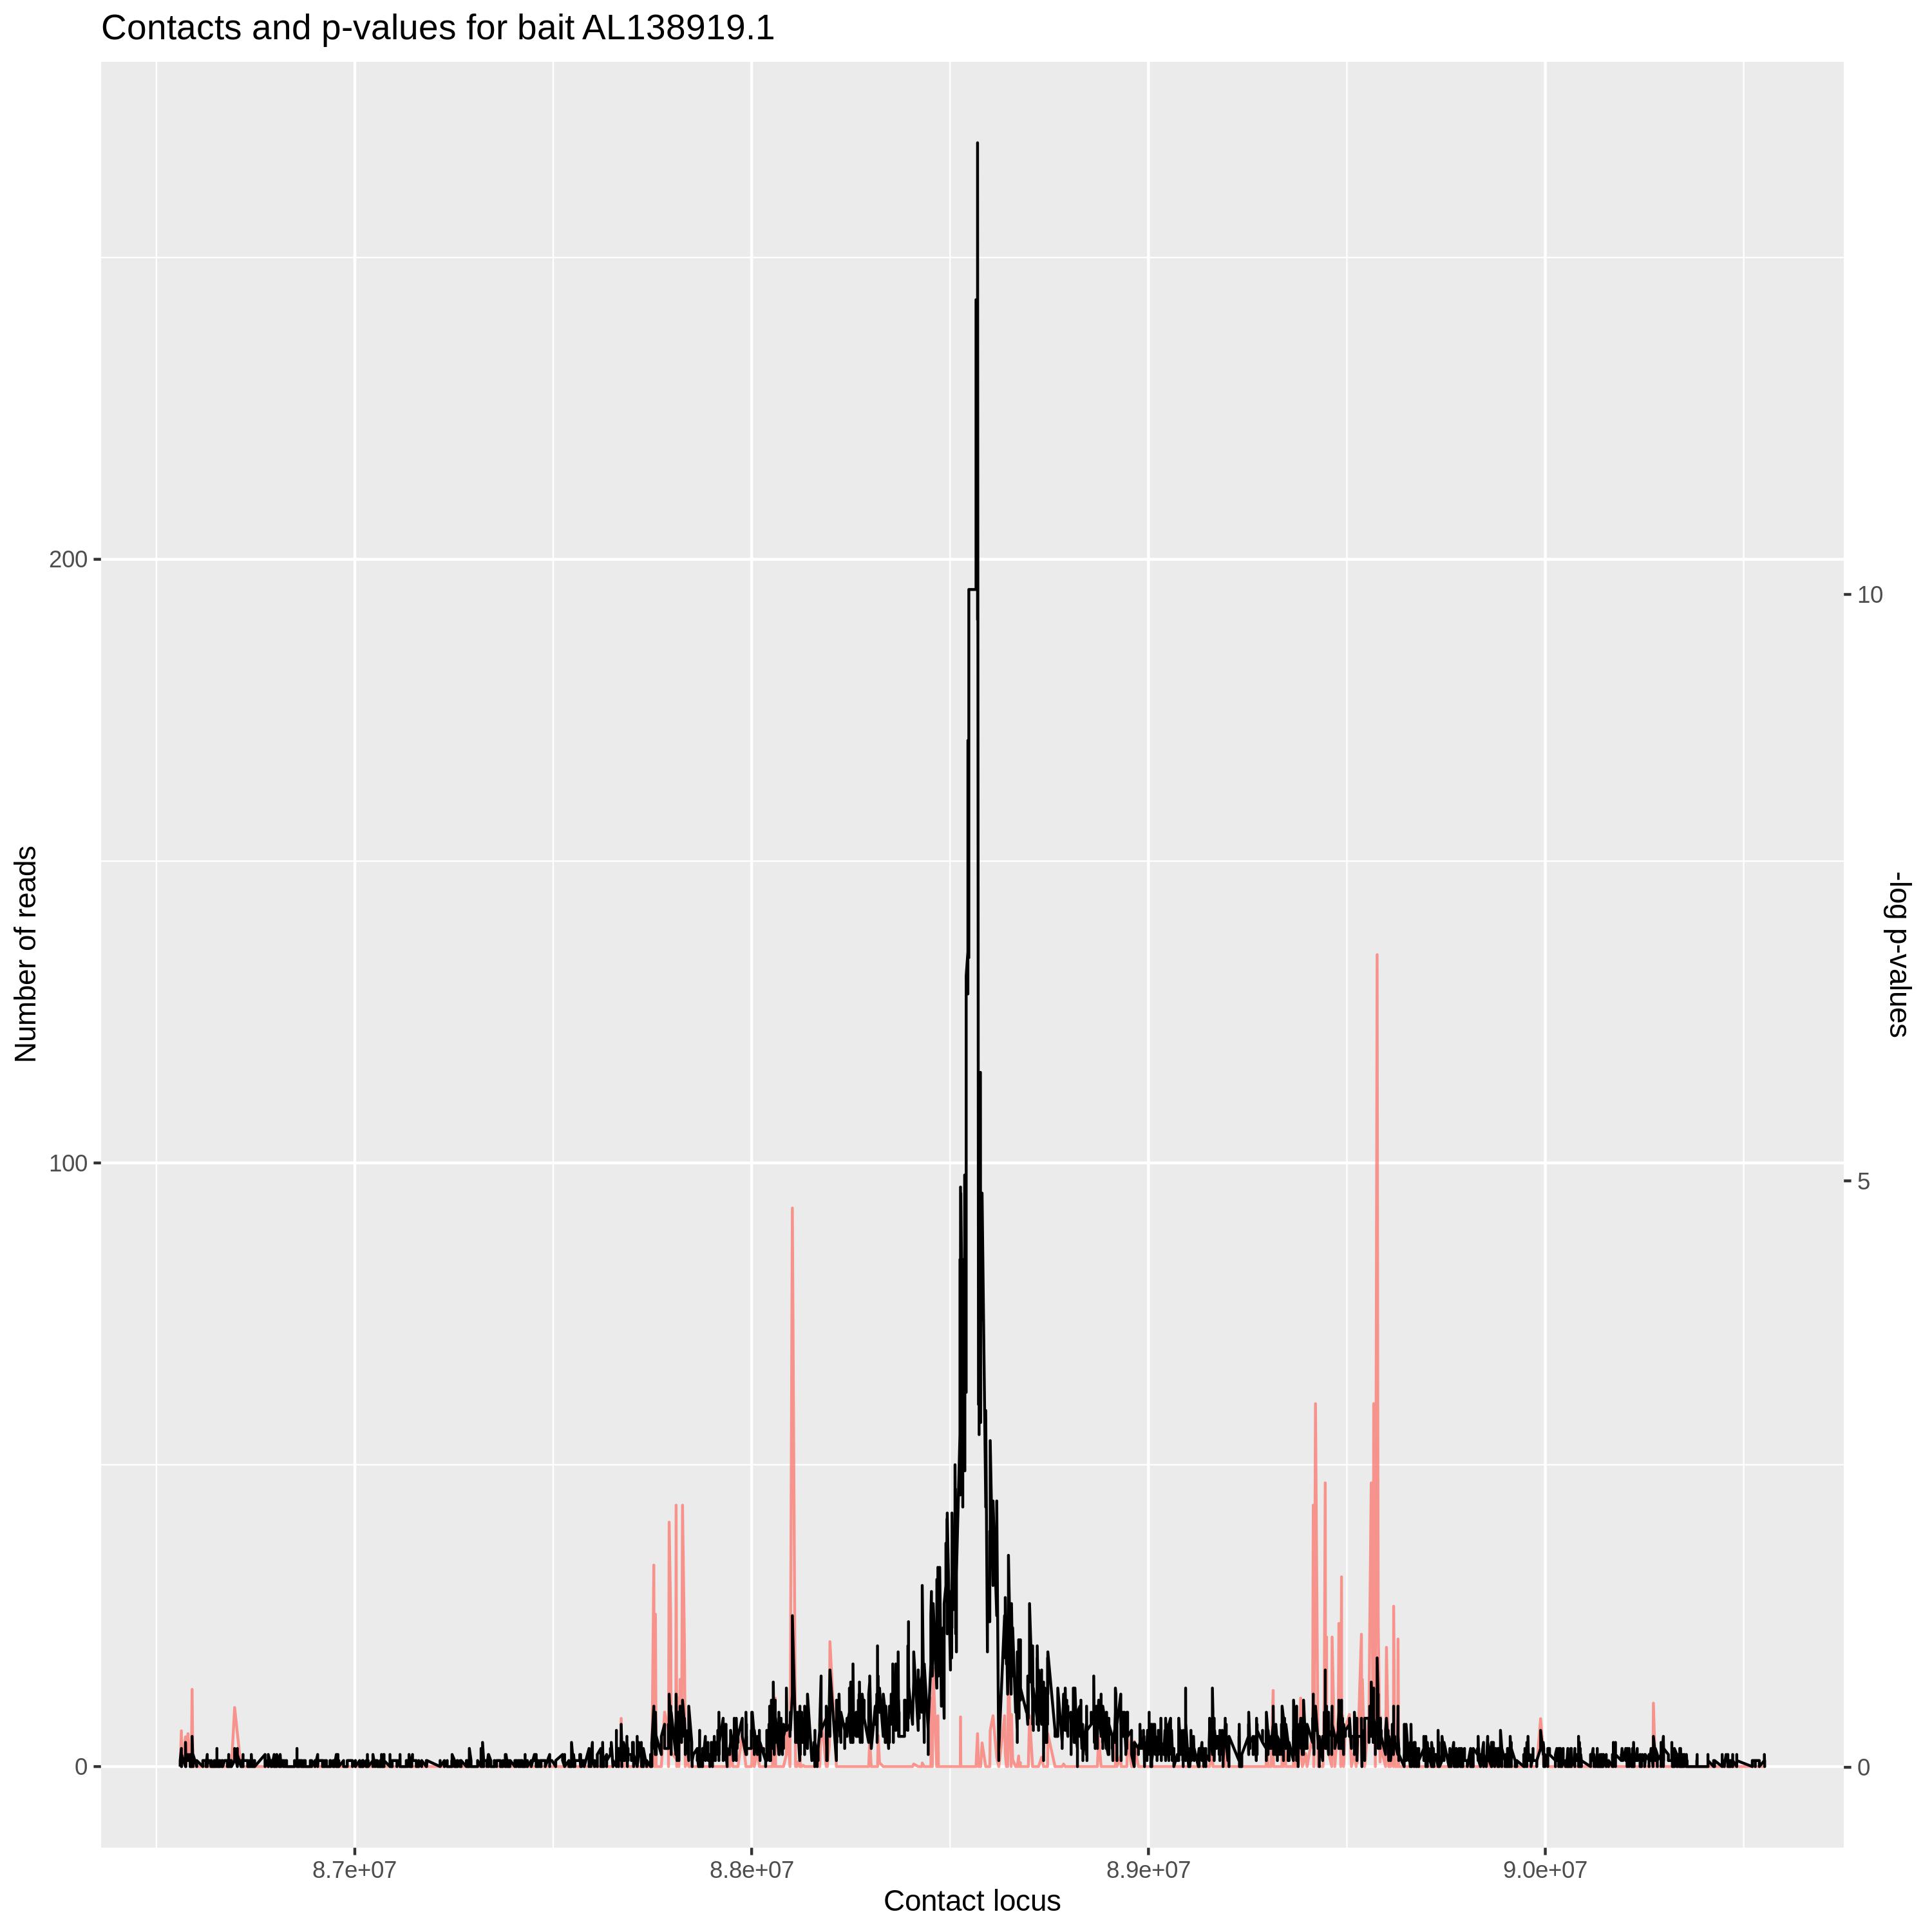 Contacts and p-values for bait AL138919.1
Number of reads
200
100
0
10
5
0
-log p-values
8.7e+07 8.8e+07 8.9e+07 9.0e+07
Contact locus